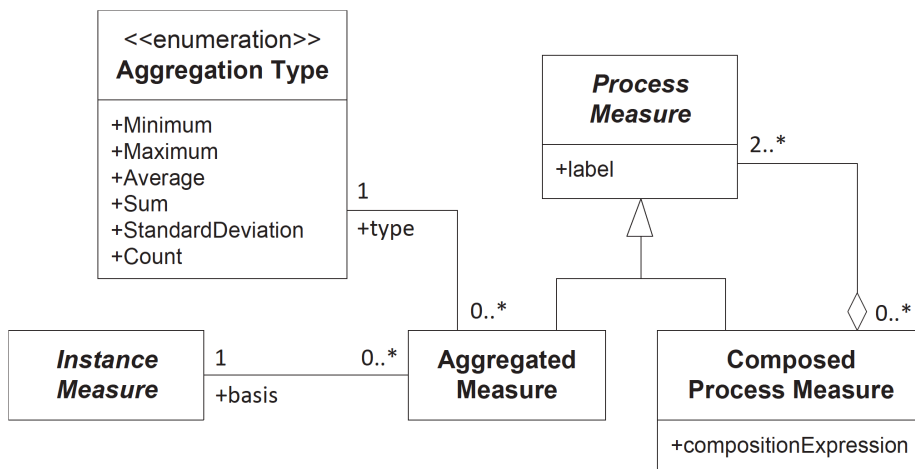 <<enumeration>>
Aggregation Type
+Minimum
+Maximum
+Average
+Sum
+StandardDeviation
+Count
1
+type
0..*
Process
Measure
+label
2..*
0..*
Instance
Measure
1
+basis
0..*
Aggregated
Measure
Composed
Process Measure
+compositionExpression